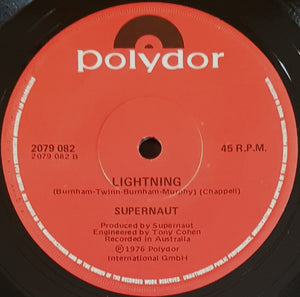 polydor
2079 082
2079 082 B
45 R.P.M.
LIGHTNING
(Burnham-Twinn-Burnham-Murphy) (Chappell)
SUPERNAUT
Produced by Supernaut
Engineered by Tony Cohen
Recorded in Australia
℗ 1976 Polydor
International GmbH